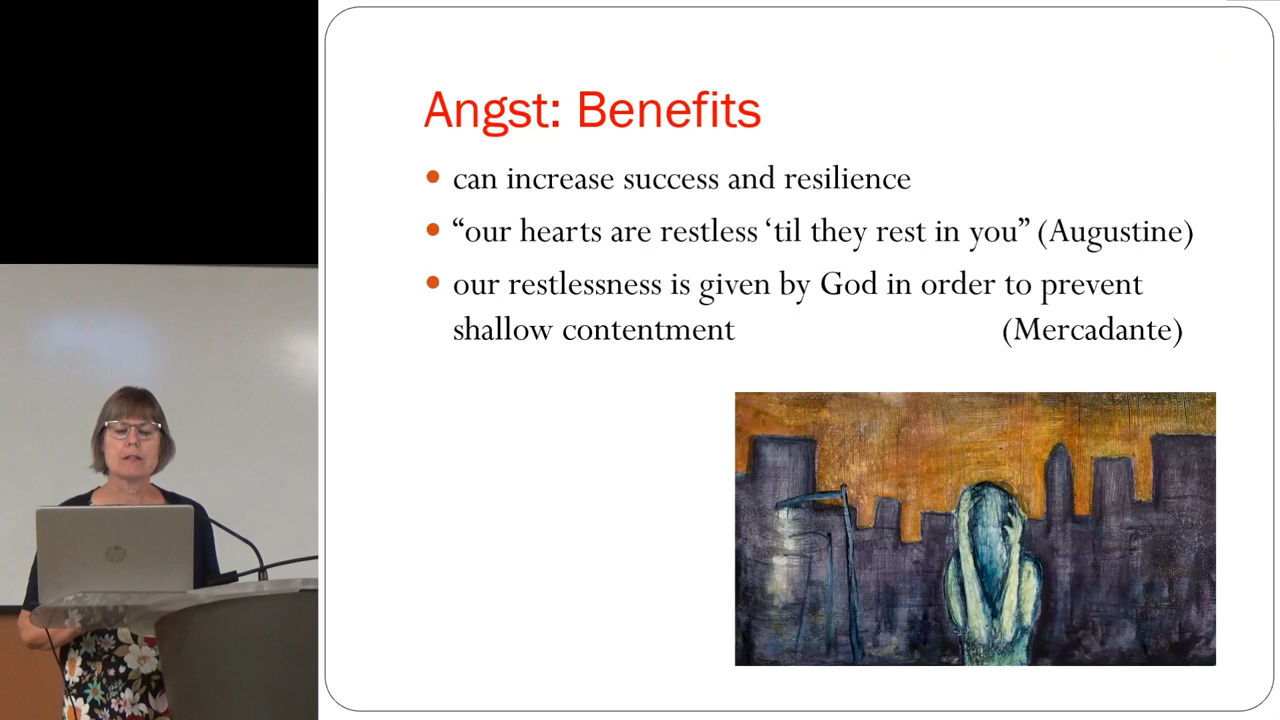 Angst: Benefits
• can increase success and resilience
• “our hearts are restless ‘til they rest in you” (Augustine)
• our restlessness is given by God in order to prevent
shallow contentment (Mercadante)
hp